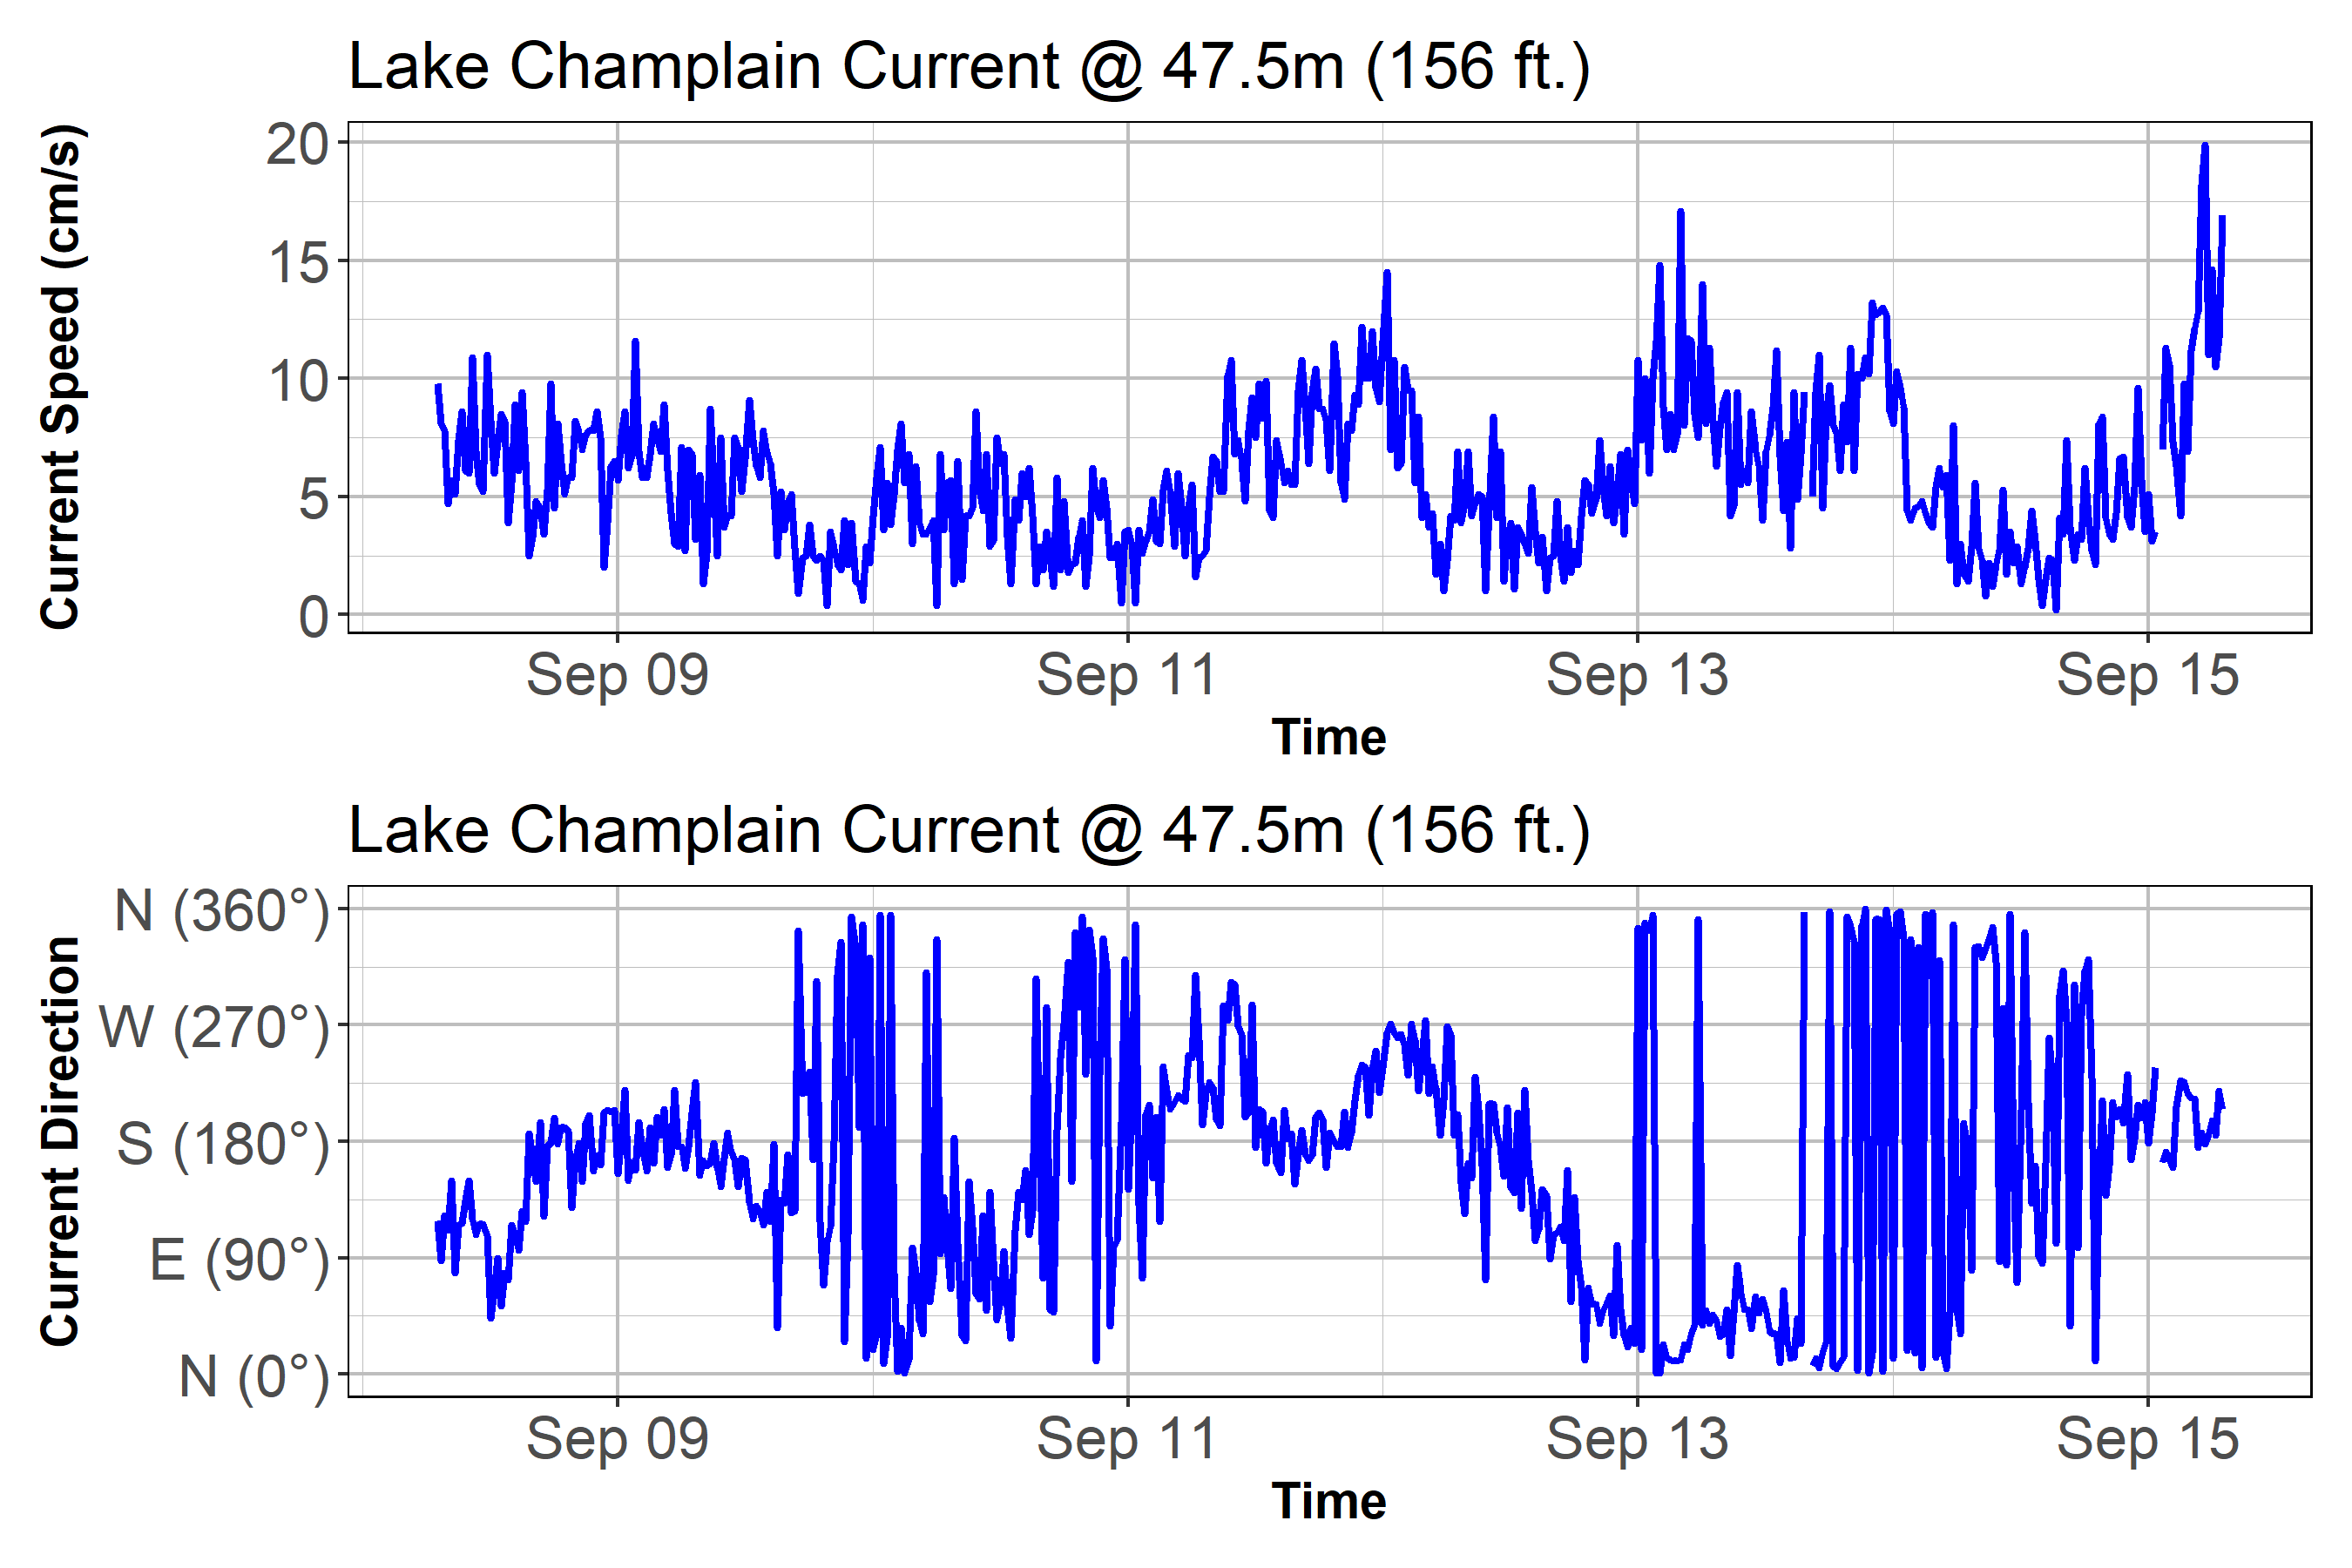 Lake Champlain Current @ 47.5m (156 ft.)
Current Speed (cm/s)
20
15
10
5
0
Sep 09 Sep 11 Sep 13 Sep 15
Time
Lake Champlain Current @ 47.5m (156 ft.)
Current Direction
N (360°)
W (270°)
S (180°)
E (90°)
N (0°)
Sep 09 Sep 11 Sep 13 Sep 15
Time